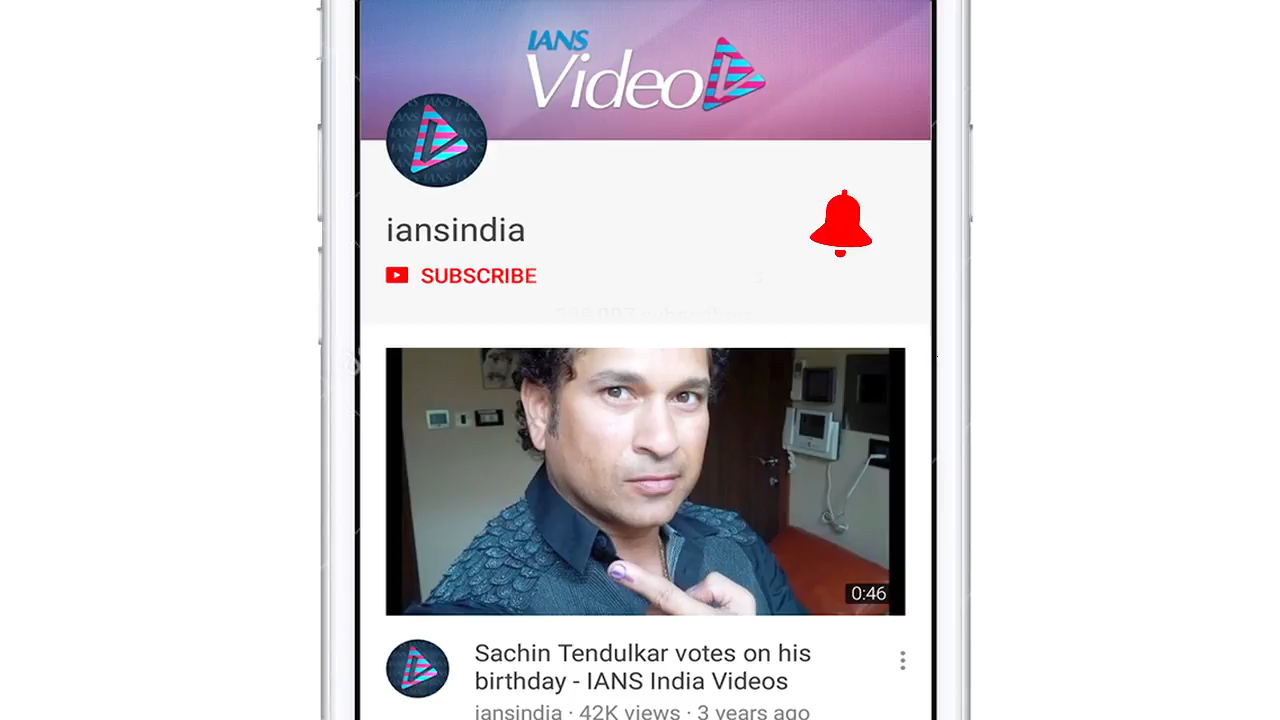 IANS
Video
iansindia
SUBSCRIBE
0:46
Sachin Tendulkar votes on his
birthday - IANS India Videos
iansindia · 42K views · 3 years ago